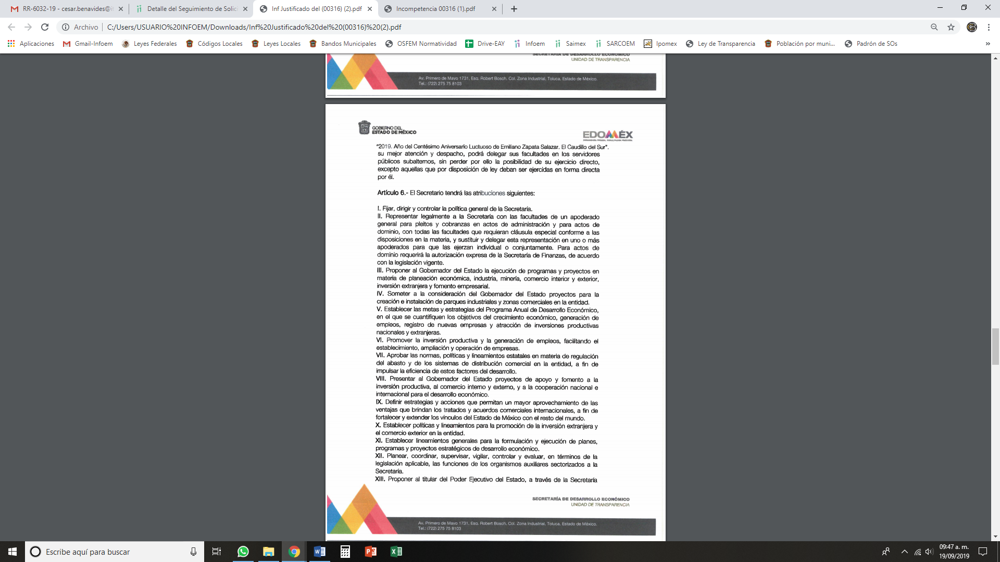 RR-6032-19 - cesar.benavides@i
Detalle del Seguimiento de Solici
Inf Justificado del (00316) (2).pdf
Incompetencia 00316 (1).pdf
Archivo
C:/Users/USUARIO%20INFOEM/Downloads/Inf%20Justificado%20del%20(00316)%20(2).pdf
Aplicaciones
Gmail-Infoem
Leyes Federales
Códigos Locales
Leyes Locales
Bandos Municipales
OSFEM Normatividad
Drive-EAY
Infoem
Saimex
SARCOEM
Ipomex
Ley de Transparencia
Población por muni...
Padrón de SOs
»
SECRETARÍA DE DESARROLLO ECONÓMICO
UNIDAD DE TRANSPARENCIA
Av. Primero de Mayo 1731, Esq. Robert Bosch, Col. Zona Industrial, Toluca, Estado de México.
Tel.: (722) 275 75 8103
GOBIERNO DEL
ESTADO DE MÉXICO
EDOMÉX
"2019. Año del Centésimo Aniversario Luctuoso de Emiliano Zapata Salazar, El Caudillo del Sur".
su mejor atención y despacho, podrá delegar sus facultades en los servidores
públicos subalternos, sin perder por ello la posibilidad de su ejercicio directo,
excepto aquellas que por disposición de ley deban ser ejercidas en forma directa
por él.
Artículo 6.- El Secretario tendrá las atribuciones siguientes:
I. Fijar, dirigir y controlar la política general de la Secretaría.
II. Representar legalmente a la Secretaría con las facultades de un apoderado
general para pleitos y cobranzas en actos de administración y para actos de
dominio, con todas las facultades que requieran cláusula especial conforme a las
disposiciones en la materia, y sustituir y delegar esta representación en uno o más
apoderados para que las ejerzan individual o conjuntamente. Para actos de
dominio requerirá la autorización expresa de la Secretaría de Finanzas, de acuerdo
con la legislación vigente.
III. Proponer al Gobernador del Estado la ejecución de programas y proyectos en
materia de planeación económica, industria, minería, comercio interior y exterior,
inversión extranjera y fomento empresarial.
IV. Someter a la consideración del Gobernador del Estado proyectos para la
creación e instalación de parques industriales y zonas comerciales en la entidad.
V. Establecer las metas y estrategias del Programa Anual de Desarrollo Económico,
en el que se cuantifiquen los objetivos del crecimiento económico, generación de
empleos, registro de nuevas empresas y atracción de inversiones productivas
nacionales y extranjeras.
VI. Promover la inversión productiva y la generación de empleos, facilitando el
establecimiento, ampliación y operación de empresas.
VII. Aprobar las normas, políticas y lineamientos estatales en materia de regulación
del abasto y de los sistemas de distribución comercial en la entidad, a fin de
impulsar la eficiencia de estos factores del desarrollo.
VIII. Presentar al Gobernador del Estado proyectos de apoyo y fomento a la
inversión productiva, al comercio interno y externo, y a la cooperación nacional e
internacional para el desarrollo económico.
IX. Definir estrategias y acciones que permitan un mayor aprovechamiento de las
ventajas que brindan los tratados y acuerdos comerciales internacionales, a fin de
fortalecer y extender los vínculos del Estado de México con el resto del mundo.
X. Establecer políticas y lineamientos para la promoción de la inversión extranjera y
el comercio exterior en la entidad.
XI. Establecer lineamientos generales para la formulación y ejecución de planes,
programas y proyectos estratégicos de desarrollo económico.
XII. Planear, coordinar, supervisar, vigilar, controlar y evaluar, en términos de la
legislación aplicable, las funciones de los organismos auxiliares sectorizados a la
Secretaría.
XIII. Proponer al titular del Poder Ejecutivo del Estado, a través de la Secretaría
SECRETARÍA DE DESARROLLO ECONÓMICO
UNIDAD DE TRANSPARENCIA
Av. Primero de Mayo 1731, Esq. Robert Bosch, Col. Zona Industrial, Toluca, Estado de México.
Tel.: (722) 275 75 8103
Escribe aquí para buscar
09:47 a. m.
19/09/2019